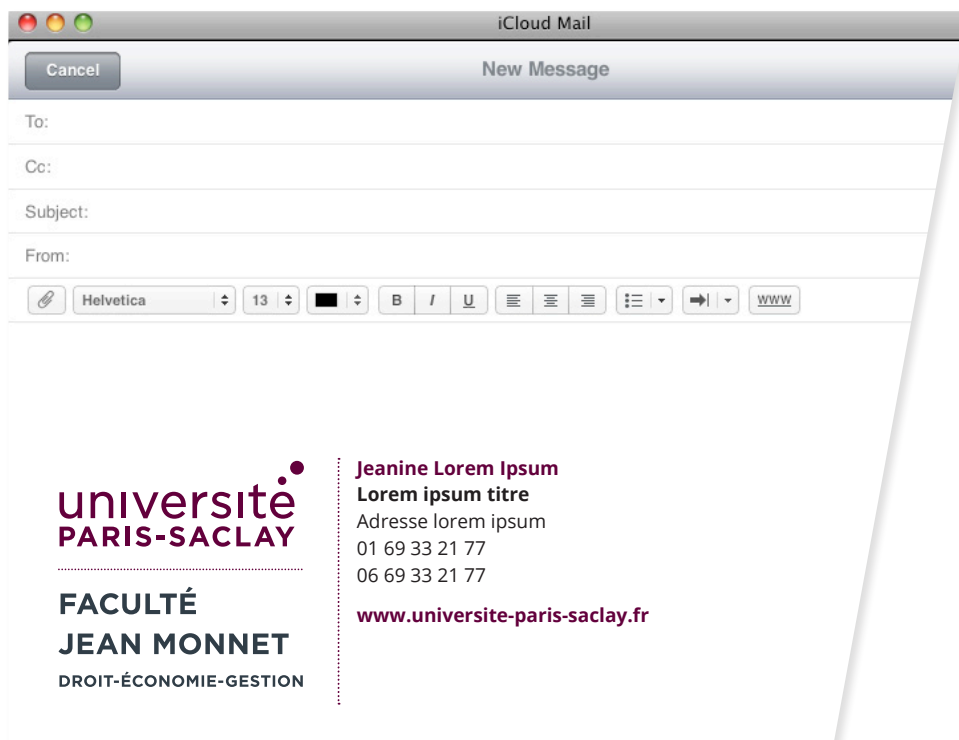 iCloud Mail
Cancel
New Message
To:
Cc:
Subject:
From:
Helvetica 13 B I U www
université
PARIS-SACLAY
FACULTÉ
JEAN MONNET
DROIT-ÉCONOMIE-GESTION
Jeanine Lorem Ipsum
Lorem ipsum titre
Adresse lorem ipsum
01 69 33 21 77
06 69 33 21 77
www.universite-paris-saclay.fr